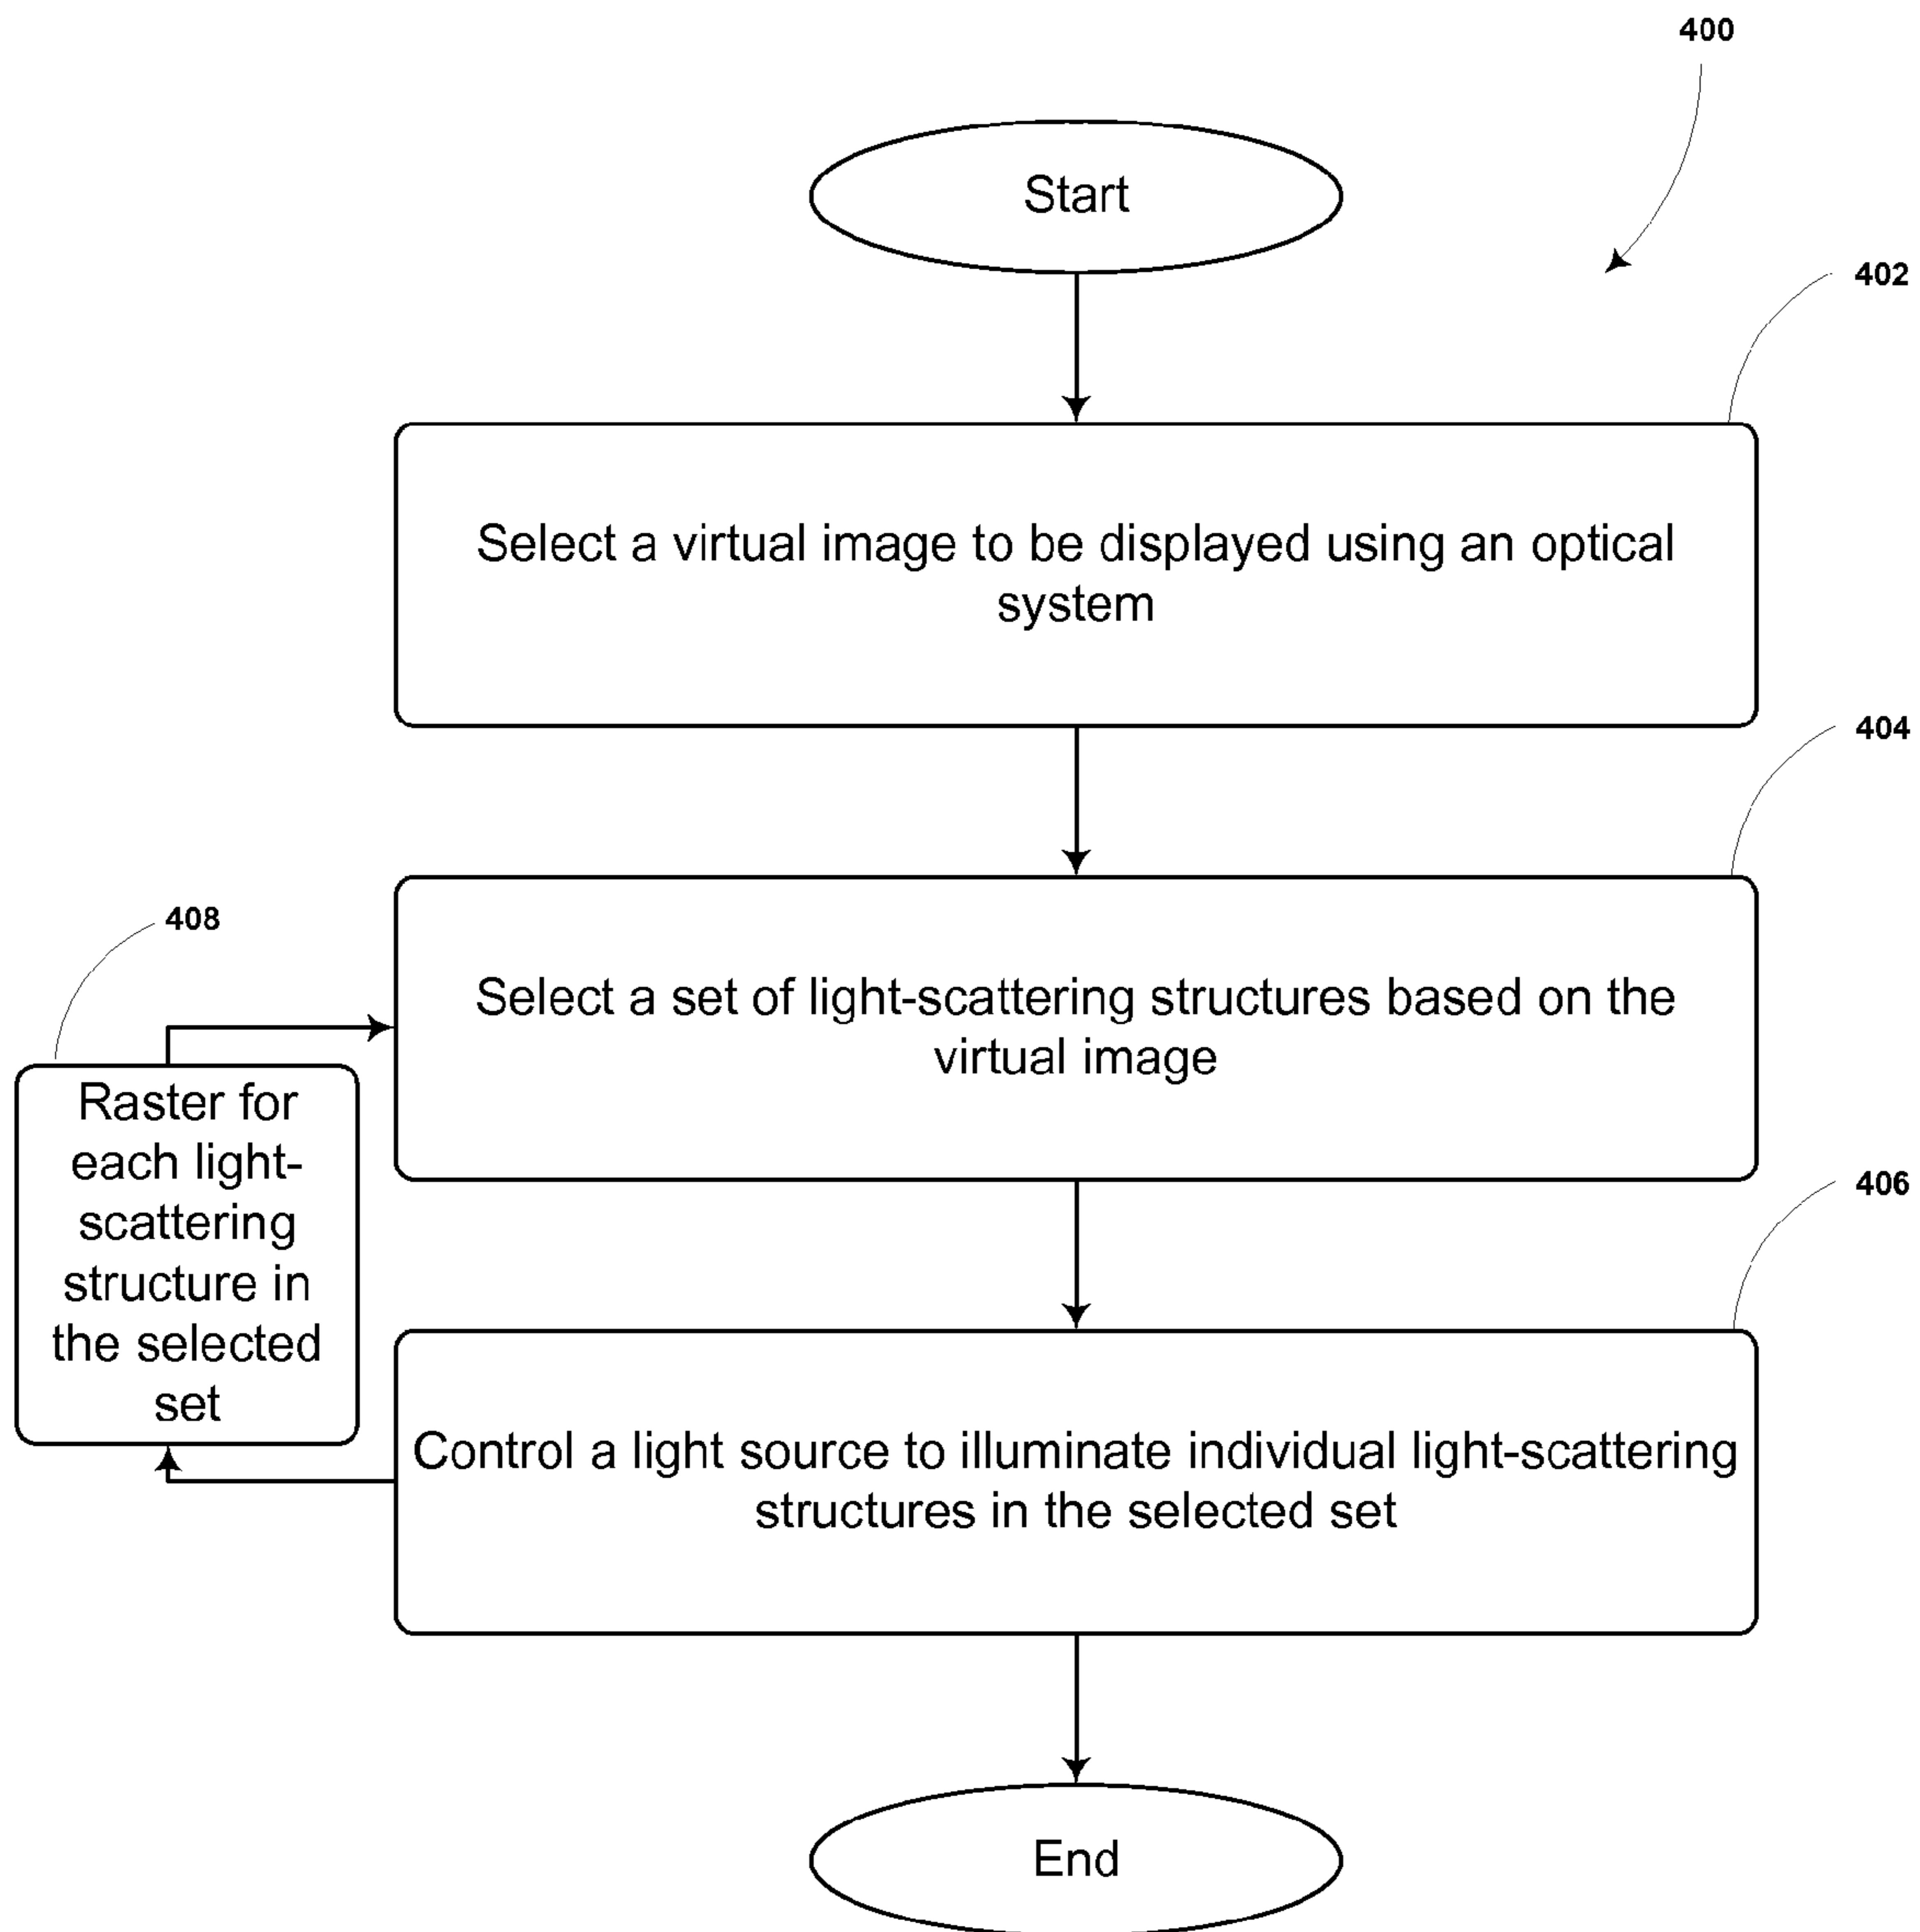 400
Start
402
Select a virtual image to be displayed using an optical
system
404
Select a set of light-scattering structures based on the
virtual image
408
Raster for
each light-
scattering
structure in
the selected
set
406
Control a light source to illuminate individual light-scattering
structures in the selected set
End